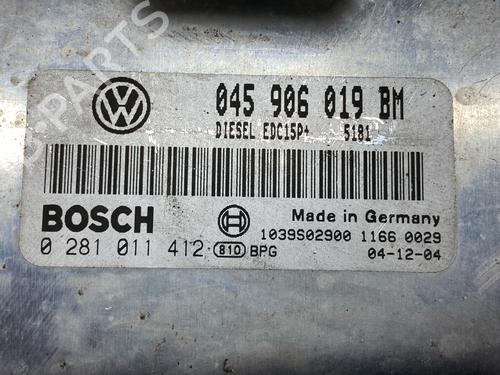 045 906 019 BM
DIESEL EDC15P+ 5181
BOSCH
Made in Germany
1039S02900 1166 0029
0 281 011 412 810 BPG 04-12-04